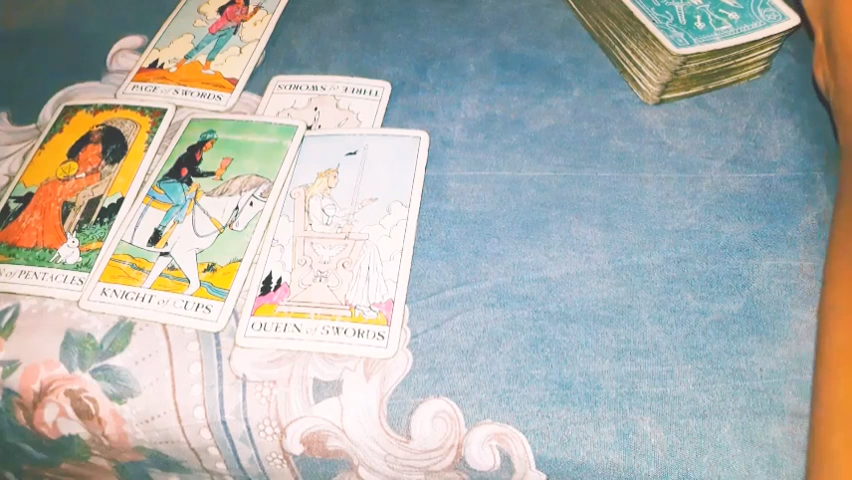 PAGE of SWORDS
THREE of SWORDS
of PENTACLES
KNIGHT of CUPS
QUEEN of SWORDS